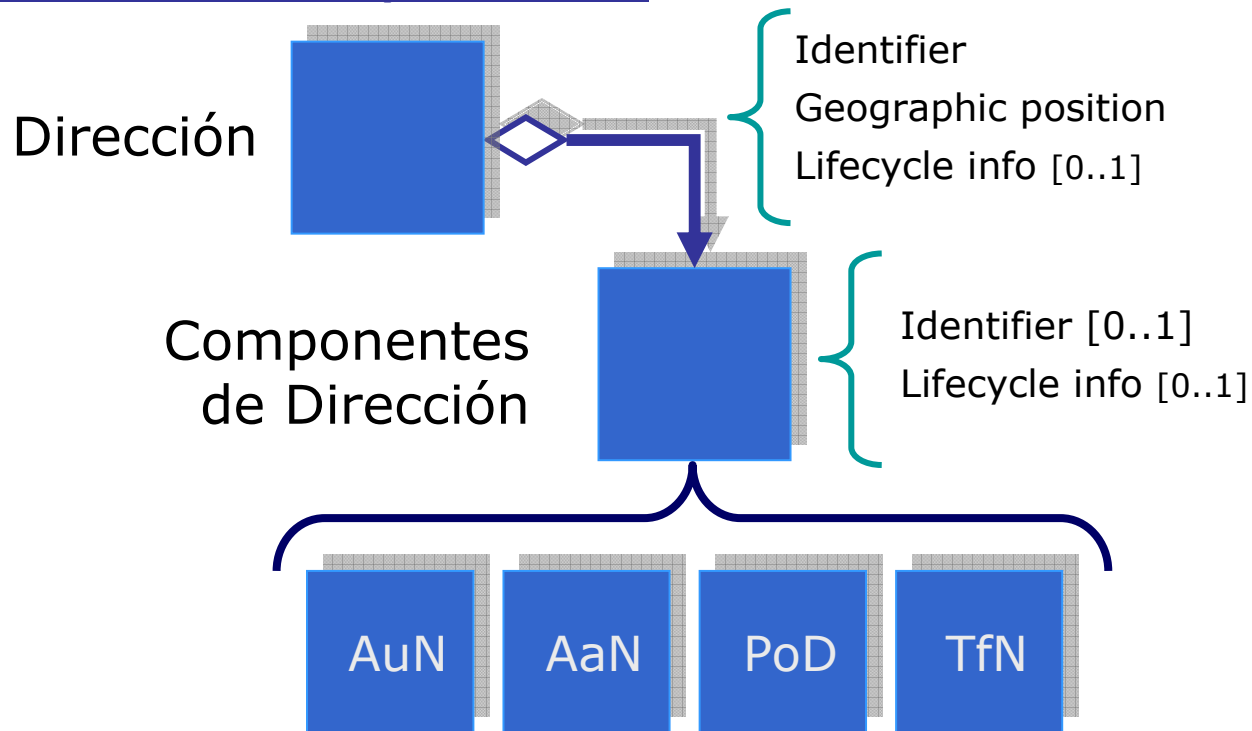 Dirección
Identifier
Geographic position
Lifecycle info [0..1]
Componentes
de Dirección
Identifier [0..1]
Lifecycle info [0..1]
AuN
AaN
PoD
TfN